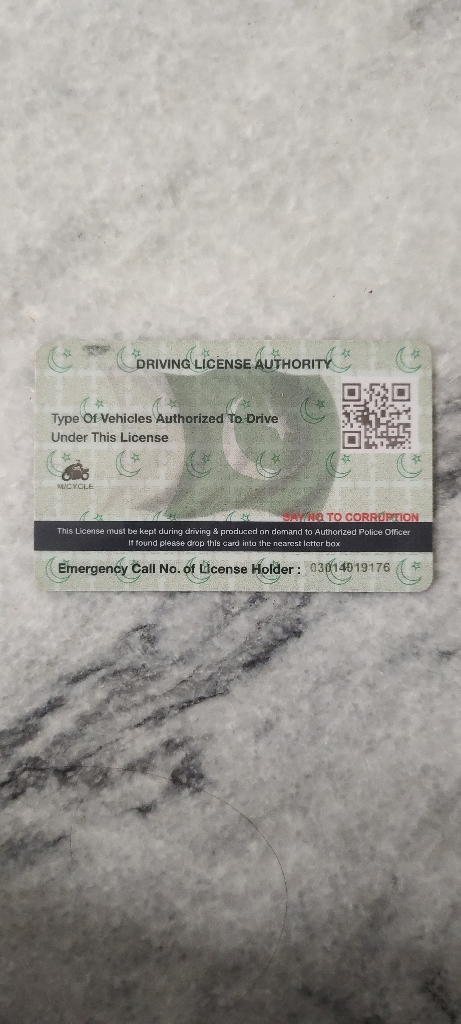 DRIVING LICENSE AUTHORITY
Type Of Vehicles Authorized To Drive
Under This License
M/CYCLE
SAY NO TO CORRUPTION
This License must be kept during driving & produced on demand to Authorized Police Officer
If found please drop this card into the nearest letter box
Emergency Call No. of License Holder : 03014919176